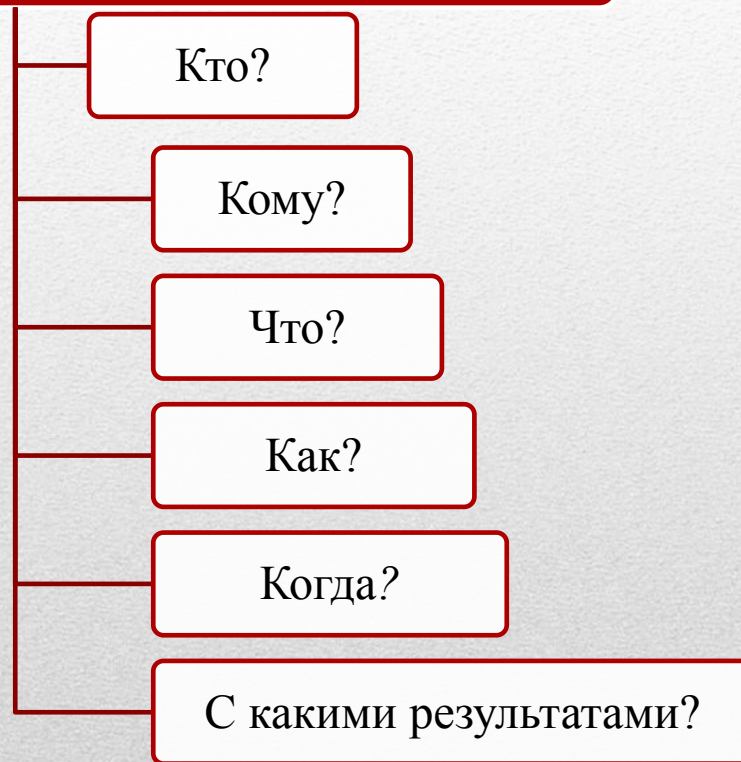 Кто?
Кому?
Что?
Как?
Когда?
С какими результатами?